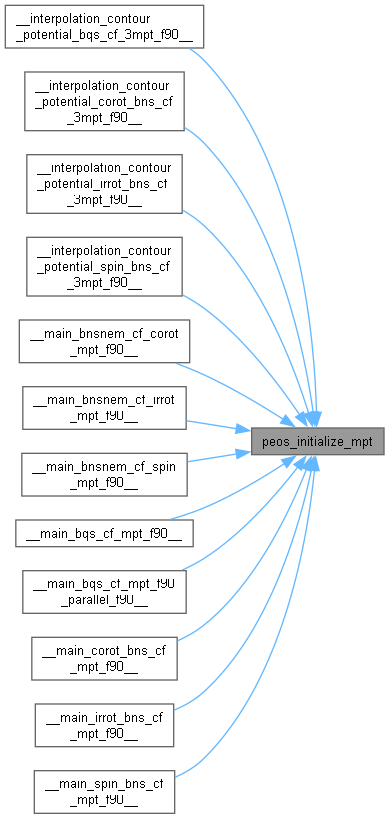 __interpolation_contour
_potential_bqs_cf_3mpt_f90__
__interpolation_contour
_potential_corot_bns_cf
_3mpt_f90__
__interpolation_contour
_potential_irrot_bns_cf
_3mpt_f90__
__interpolation_contour
_potential_spin_bns_cf
_3mpt_f90__
__main_bnsnem_cf_corot
_mpt_f90__
__main_bnsnem_cf_irrot
_mpt_f90__
peos_initialize_mpt
__main_bnsnem_cf_spin
_mpt_f90__
__main_bqs_cf_mpt_f90__
__main_bqs_cf_mpt_f90
_parallel_f90__
__main_corot_bns_cf
_mpt_f90__
__main_irrot_bns_cf
_mpt_f90__
__main_spin_bns_cf
_mpt_f90__